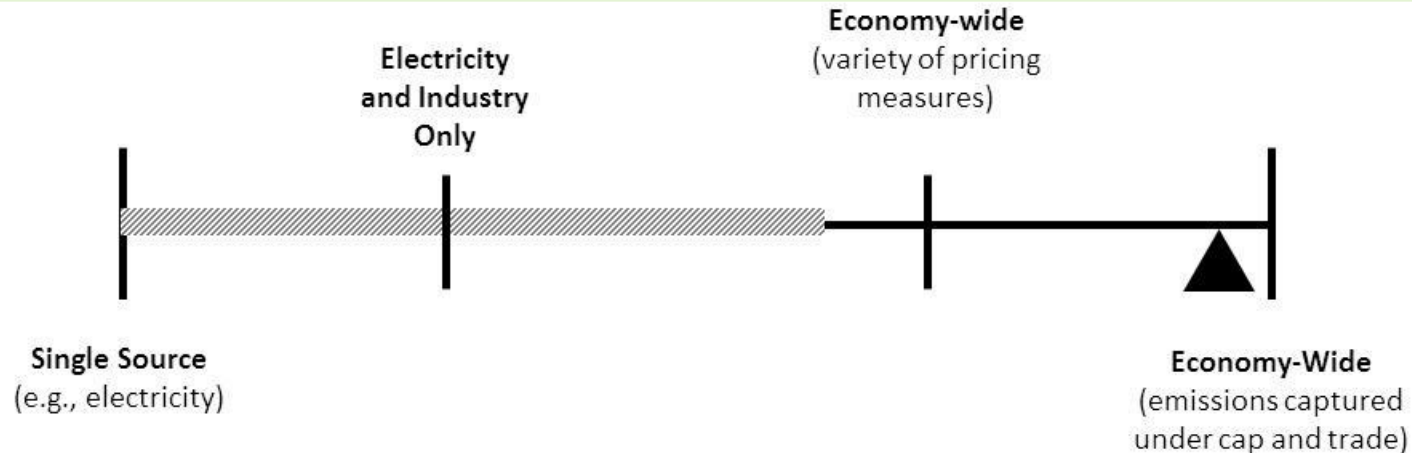 Economy-wide
(variety of pricing
measures)
Electricity
and Industry
Only
Single Source
(e.g., electricity)
Economy-Wide
(emissions captured
under cap and trade)